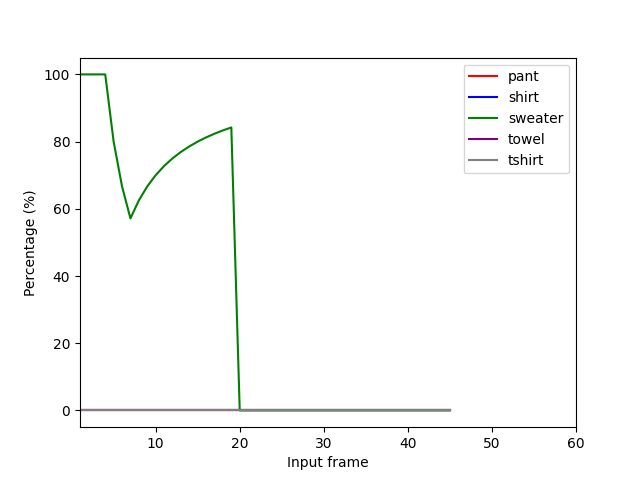 100
80
60
40
20
0
Percentage (%)
10 20 30 40 50 60
Input frame
pant
shirt
sweater
towel
tshirt